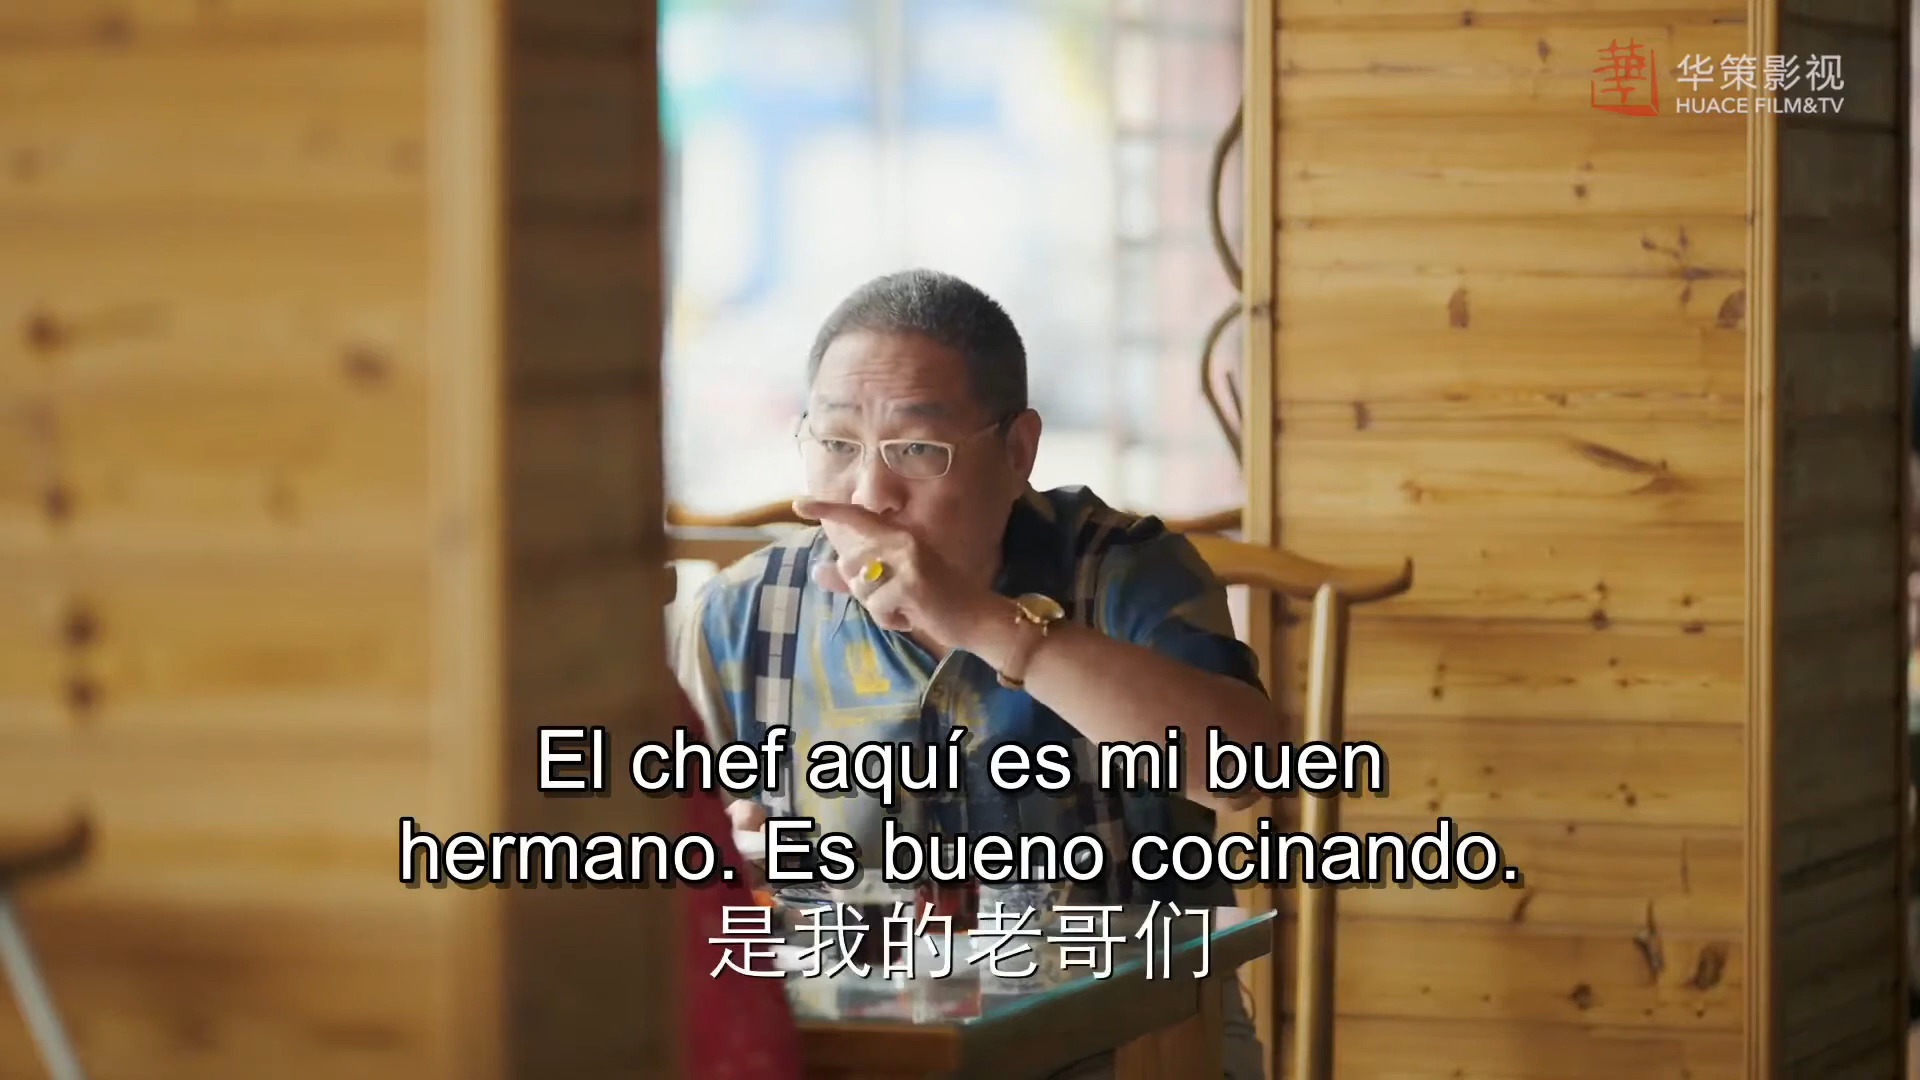 华策影视
HUACE FILM&TV
El chef aquí es mi buen
hermano. Es bueno cocinando.
是我的老哥们